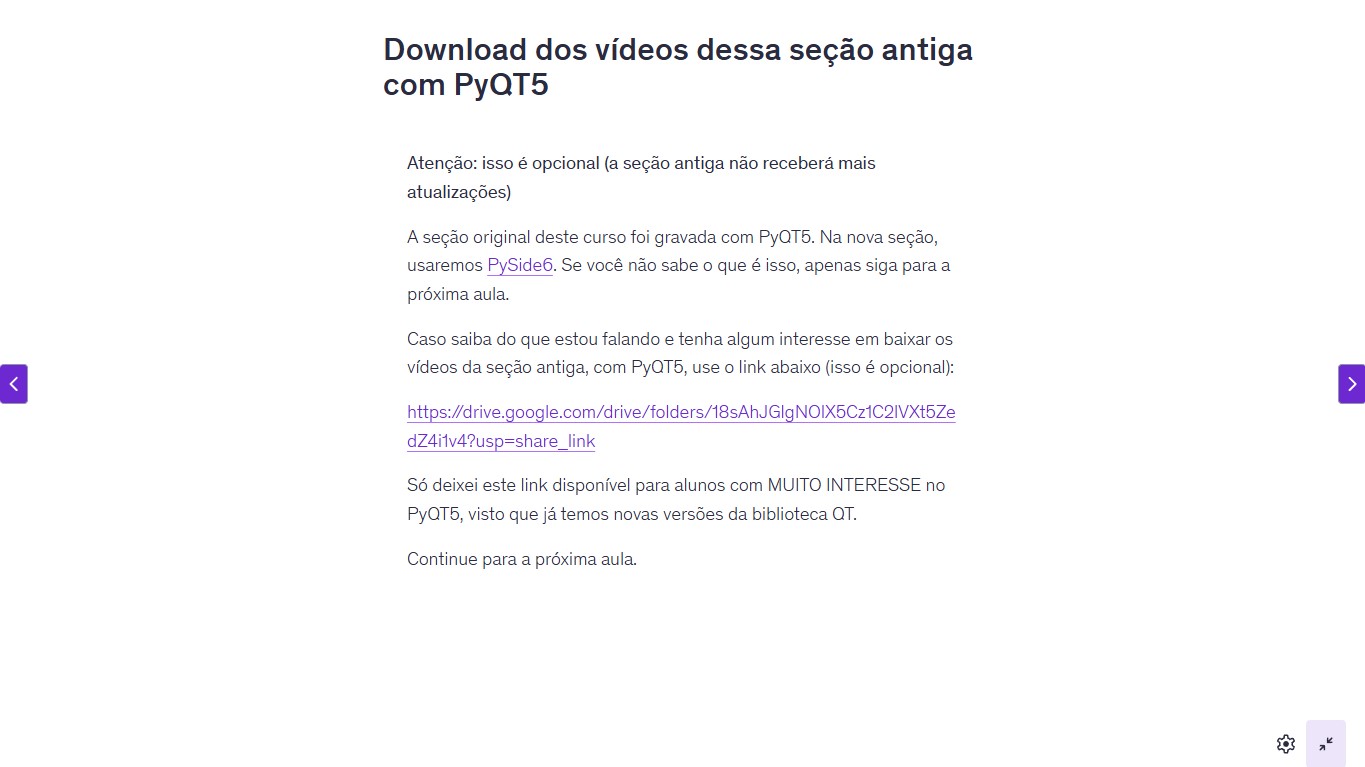 Download dos vídeos dessa seção antiga
com PyQT5
Atenção: isso é opcional (a seção antiga não receberá mais
atualizações)
A seção original deste curso foi gravada com PyQT5. Na nova seção,
usaremos PySide6. Se você não sabe o que é isso, apenas siga para a
próxima aula.
Caso saiba do que estou falando e tenha algum interesse em baixar os
vídeos da seção antiga, com PyQT5, use o link abaixo (isso é opcional):
https://drive.google.com/drive/folders/18sAhJGlgNOlX5Cz1C2lVXt5Ze
dZ4i1v4?usp=share_link
Só deixei este link disponível para alunos com MUITO INTERESSE no
PyQT5, visto que já temos novas versões da biblioteca QT.
Continue para a próxima aula.